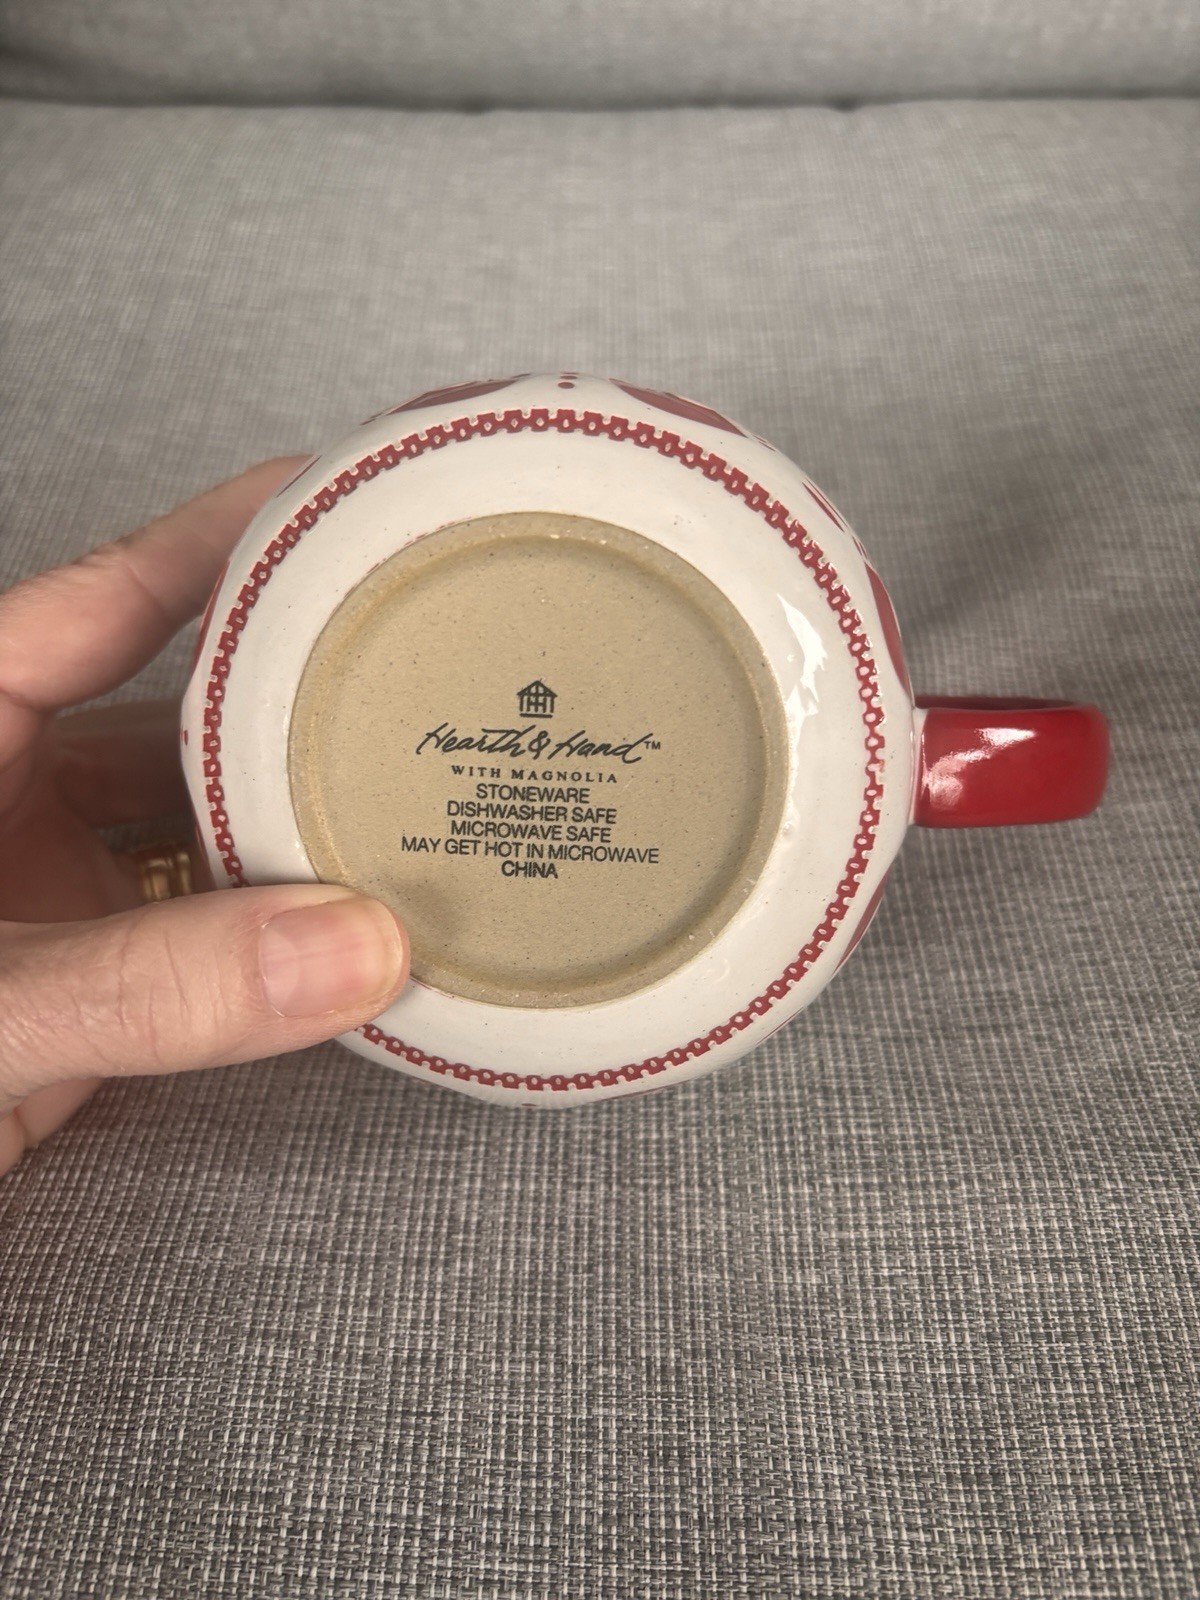 Hearth & Hand™
WITH MAGNOLIA
STONEWARE
DISHWASHER SAFE
MICROWAVE SAFE
MAY GET HOT IN MICROWAVE
CHINA